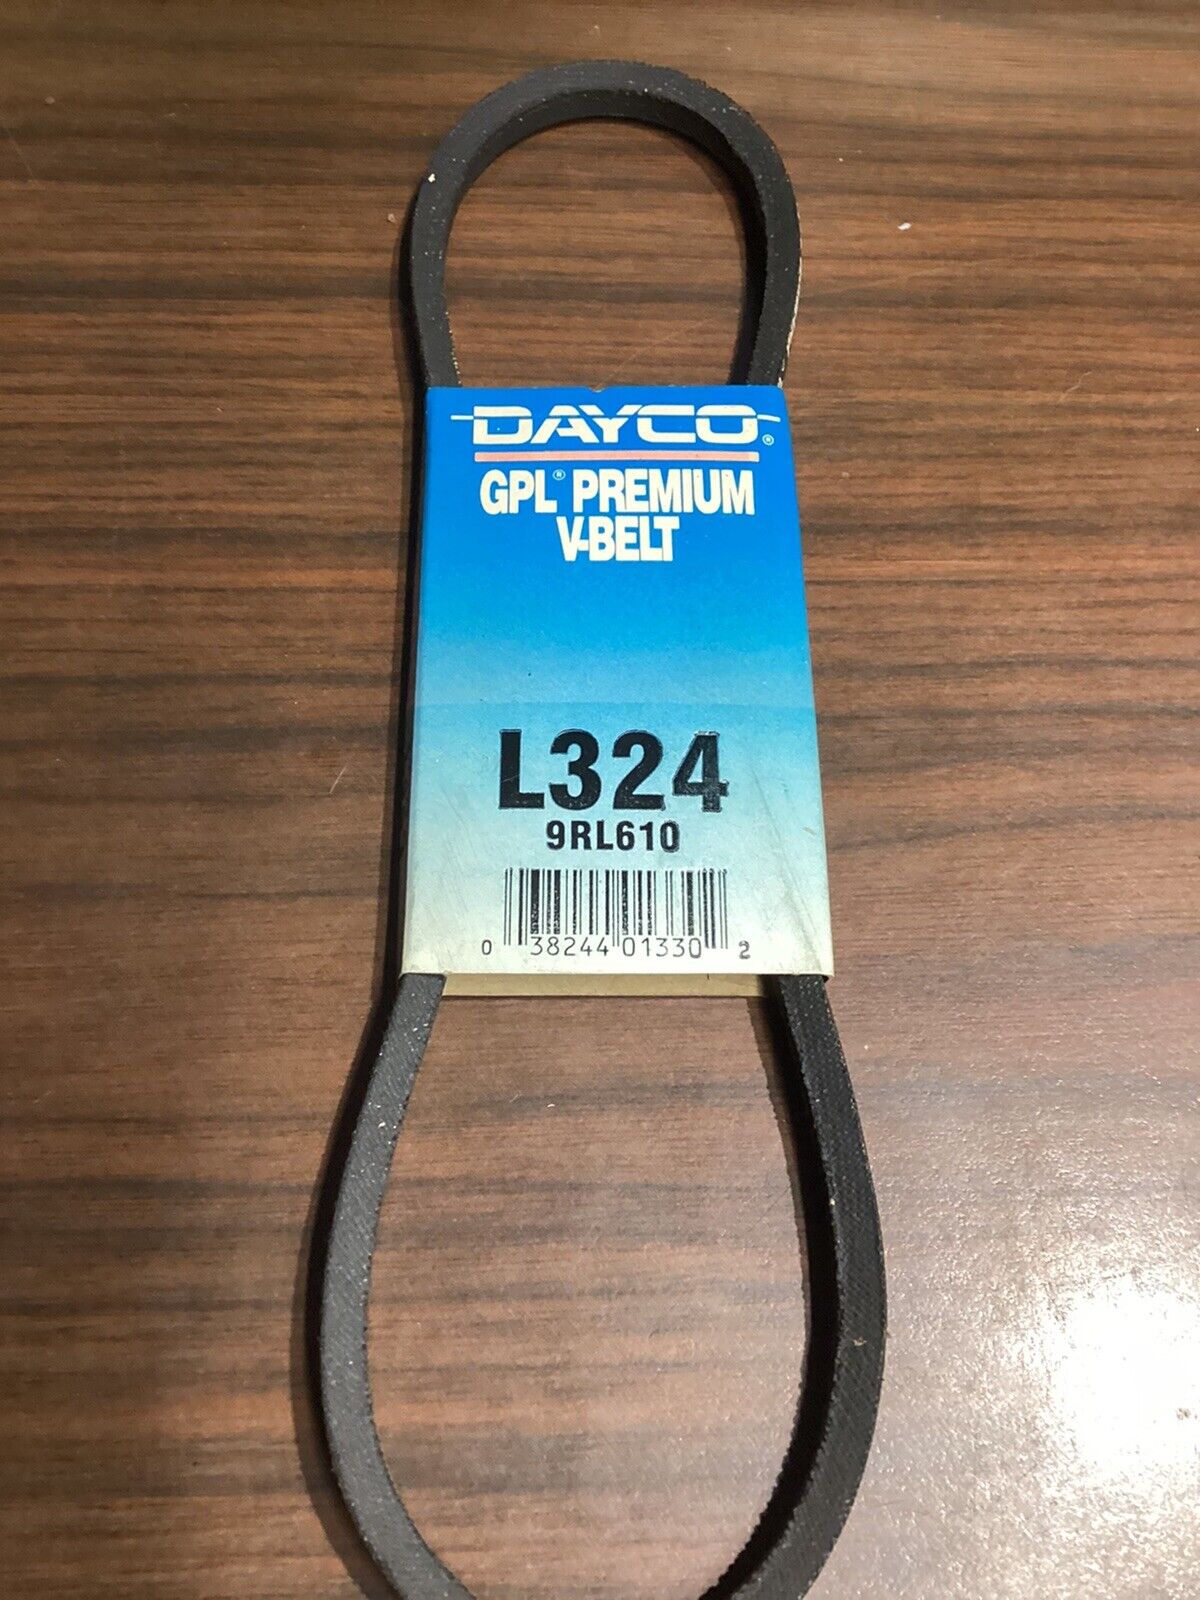 DAYCO®
GPL® PREMIUM
V-BELT
L324
9RL610
0 38244 01330 2